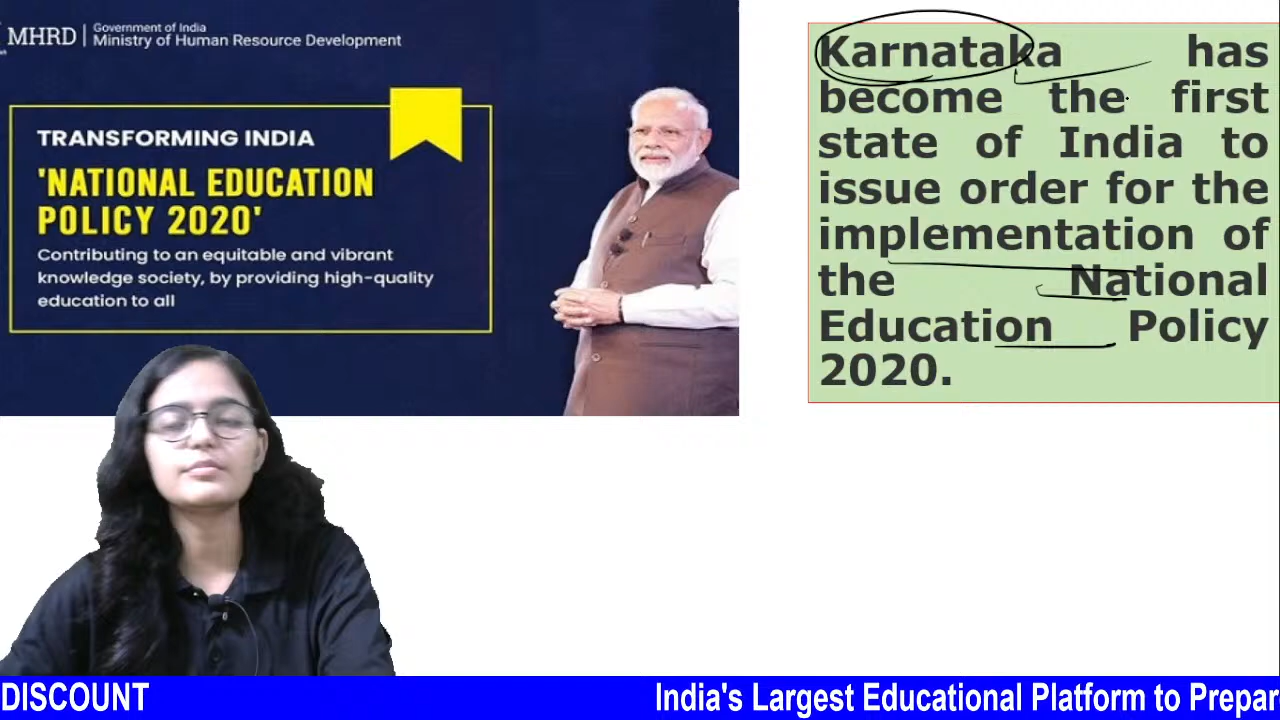 MHRD
Government of India
Ministry of Human Resource Development
TRANSFORMING INDIA
'NATIONAL EDUCATION
POLICY 2020'
Contributing to an equitable and vibrant
knowledge society, by providing high-quality
education to all
Karnataka has
become the first
state of India to
issue order for the
implementation of
the National
Education Policy
2020.
DISCOUNT
India's Largest Educational Platform to Prepar